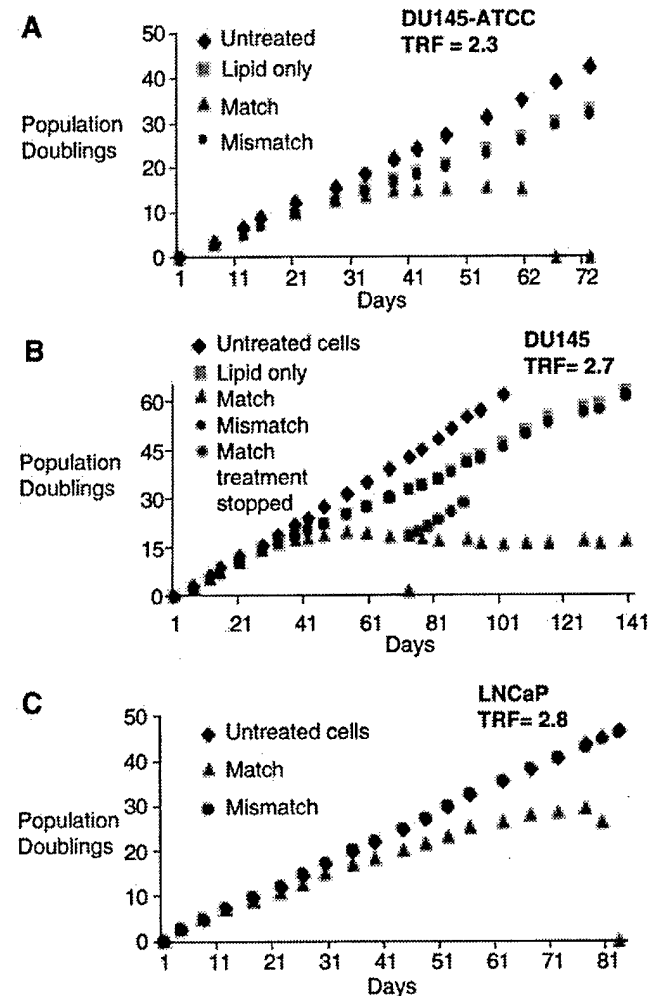 A
DU145-ATCC
TRF = 2.3
50
40
30
20
10
0
Population
Doublings
Untreated
Lipid only
Match
Mismatch
1 11 21 31 41 51 62 72
Days
B
DU145
TRF= 2.7
60
45
30
15
0
Population
Doublings
Untreated cells
Lipid only
Match
Mismatch
Match
treatment
stopped
1 21 41 61 81 101 121 141
Days
C
LNCaP
TRF= 2.8
50
40
30
20
10
0
Population
Doublings
Untreated cells
Match
Mismatch
1 11 21 31 41 51 61 71 81
Days